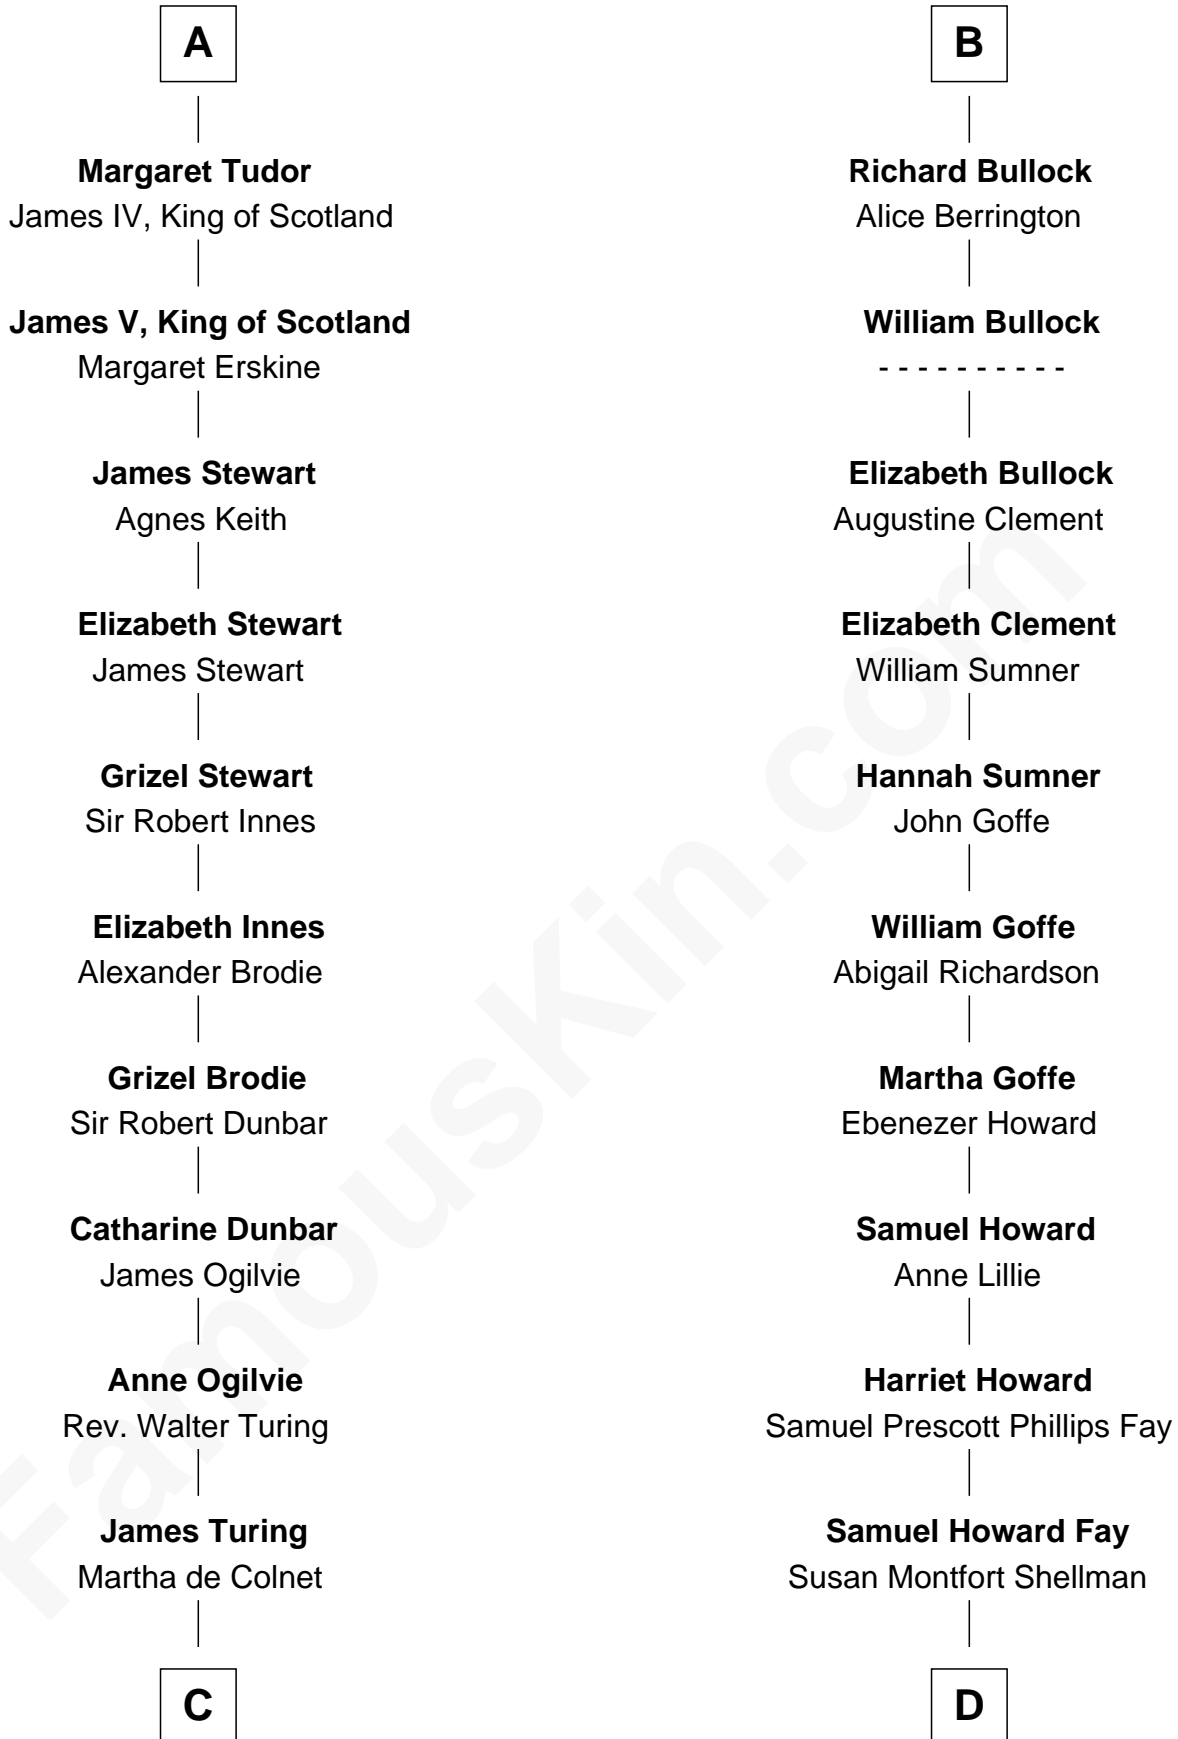 A
Margaret Tudor
James IV, King of Scotland
James V, King of Scotland
Margaret Erskine
James Stewart
Agnes Keith
Elizabeth Stewart
James Stewart
Grizel Stewart
Sir Robert Innes
Elizabeth Innes
Alexander Brodie
Grizel Brodie
Sir Robert Dunbar
Catharine Dunbar
James Ogilvie
Anne Ogilvie
Rev. Walter Turing
James Turing
Martha de Colnet
C
B
Richard Bullock
Alice Berrington
William Bullock
- - - - - - - - - -
Elizabeth Bullock
Augustine Clement
Elizabeth Clement
William Sumner
Hannah Sumner
John Goffe
William Goffe
Abigail Richardson
Martha Goffe
Ebenezer Howard
Samuel Howard
Anne Lillie
Harriet Howard
Samuel Prescott Phillips Fay
Samuel Howard Fay
Susan Montfort Shellman
D
FamousKin.com